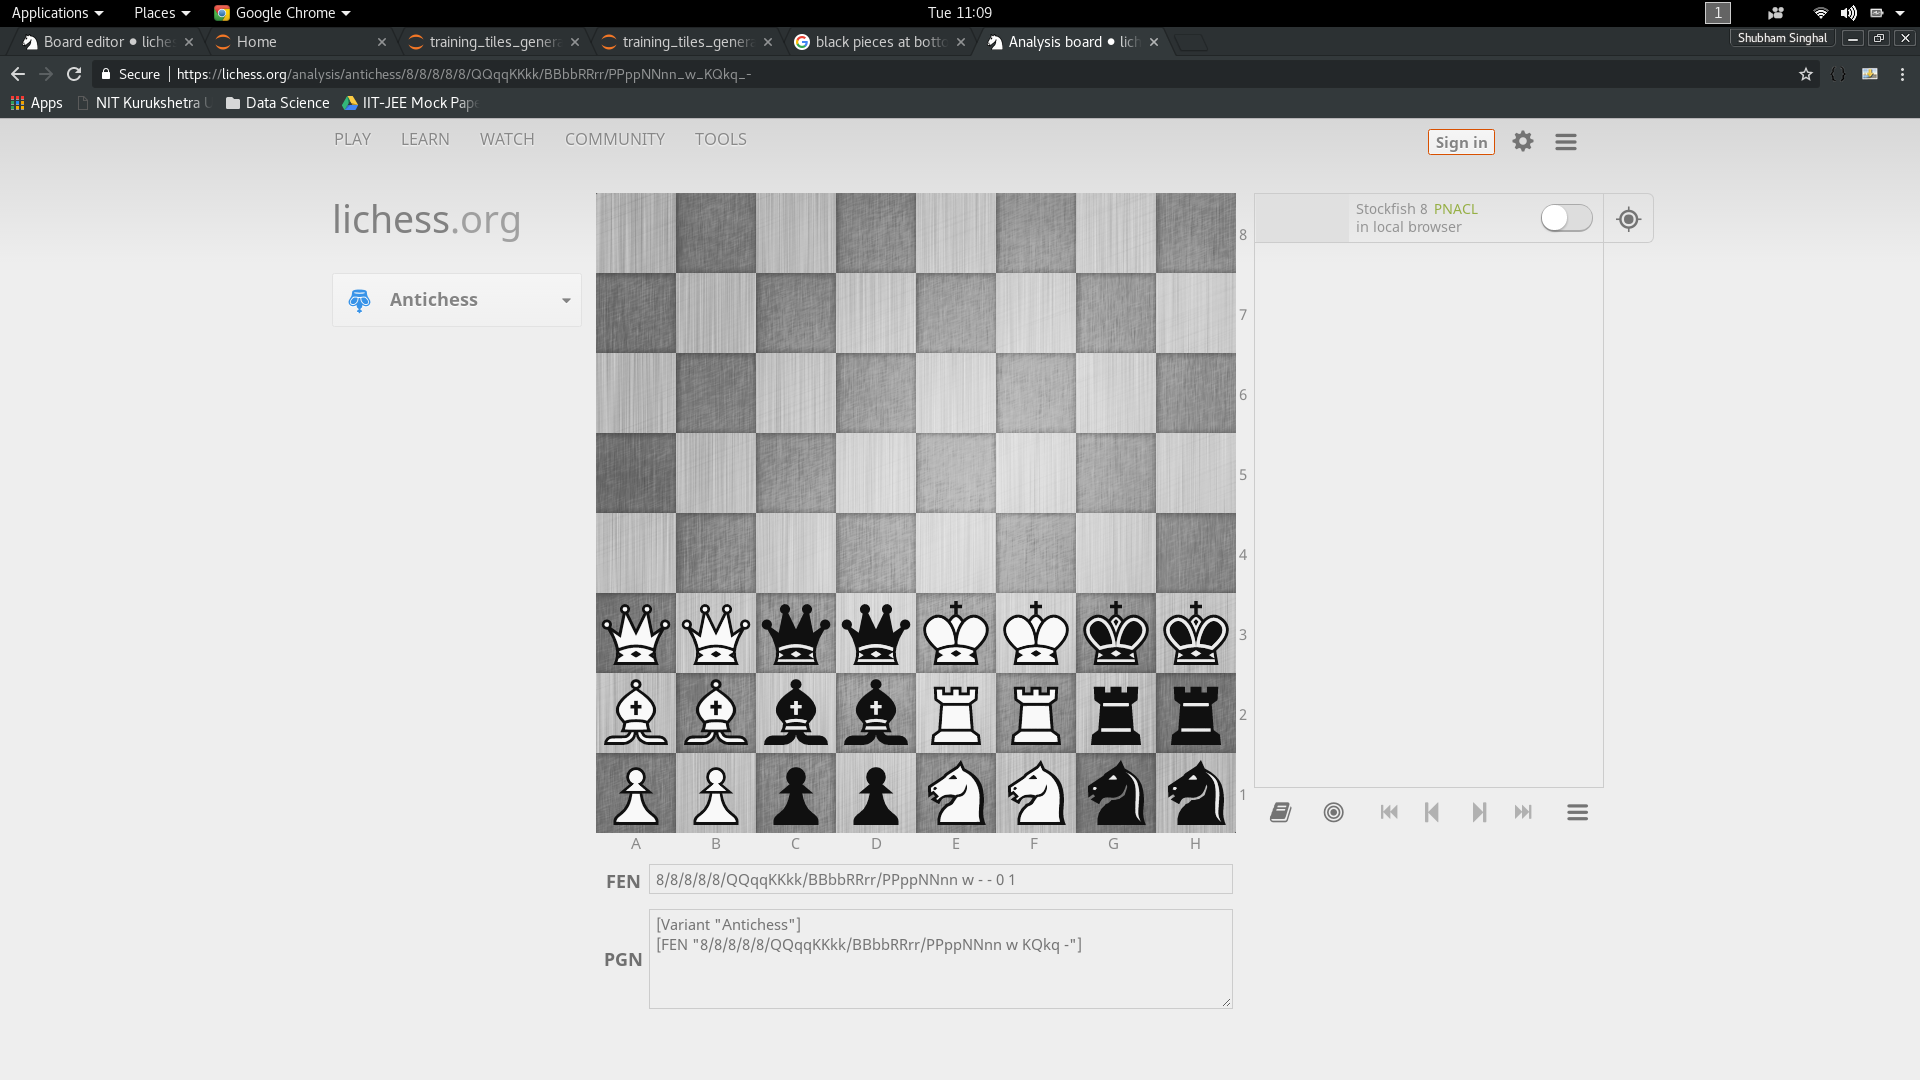 Applications Places Google Chrome Tue 11:09 1
Board editor • liches Home training_tiles_genera training_tiles_genera black pieces at botto Analysis board • lich Shubham Singhal
Secure https://lichess.org/analysis/antichess/8/8/8/8/8/QQqqKKkk/BBbbRRrr/PPppNNnn_w_KQkq_-
Apps NIT Kurukshetra U Data Science IIT-JEE Mock Pape
PLAY LEARN WATCH COMMUNITY TOOLS Sign in
lichess.org
Stockfish 8 PNACL
in local browser
Antichess
8
7
6
5
4
3
2
1
A B C D E F G H
FEN 8/8/8/8/8/QQqqKKkk/BBbbRRrr/PPppNNnn w - - 0 1
[Variant "Antichess"]
[FEN "8/8/8/8/8/QQqqKKkk/BBbbRRrr/PPppNNnn w KQkq -"]
PGN